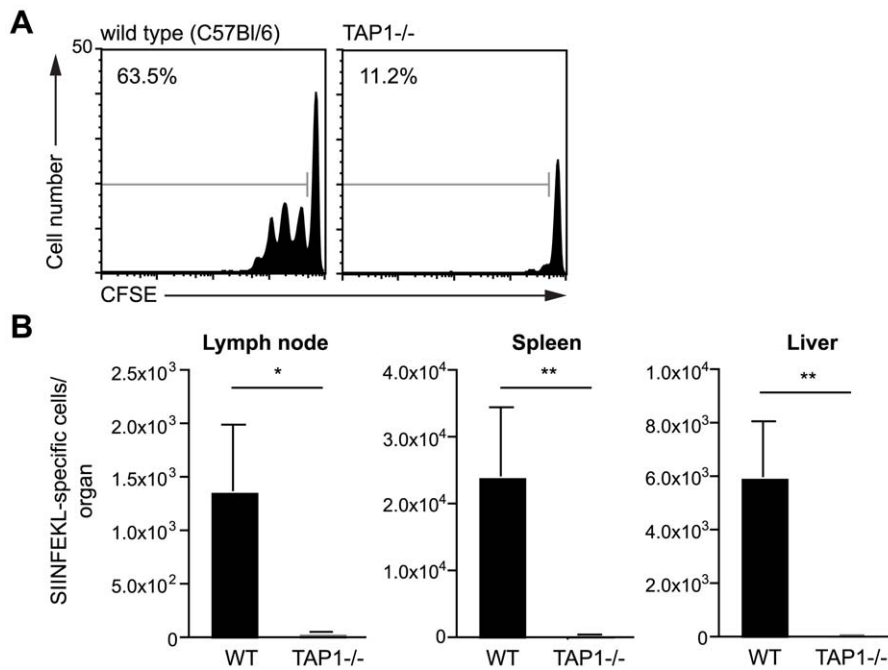 A
wild type (C57Bl/6)
TAP1-/-
50
63.5%
11.2%
Cell number
CFSE
B
Lymph node
Spleen
Liver
SIINFEKL-specific cells/
organ
2.5x10³
2.0x10³
1.5x10³
1.0x10³
5.0x10²
0
*
WT
TAP1-/-
4.0x10⁴
3.0x10⁴
2.0x10⁴
1.0x10⁴
0
**
WT
TAP1-/-
1.0x10⁴
8.0x10³
6.0x10³
4.0x10³
2.0x10³
0
**
WT
TAP1-/-